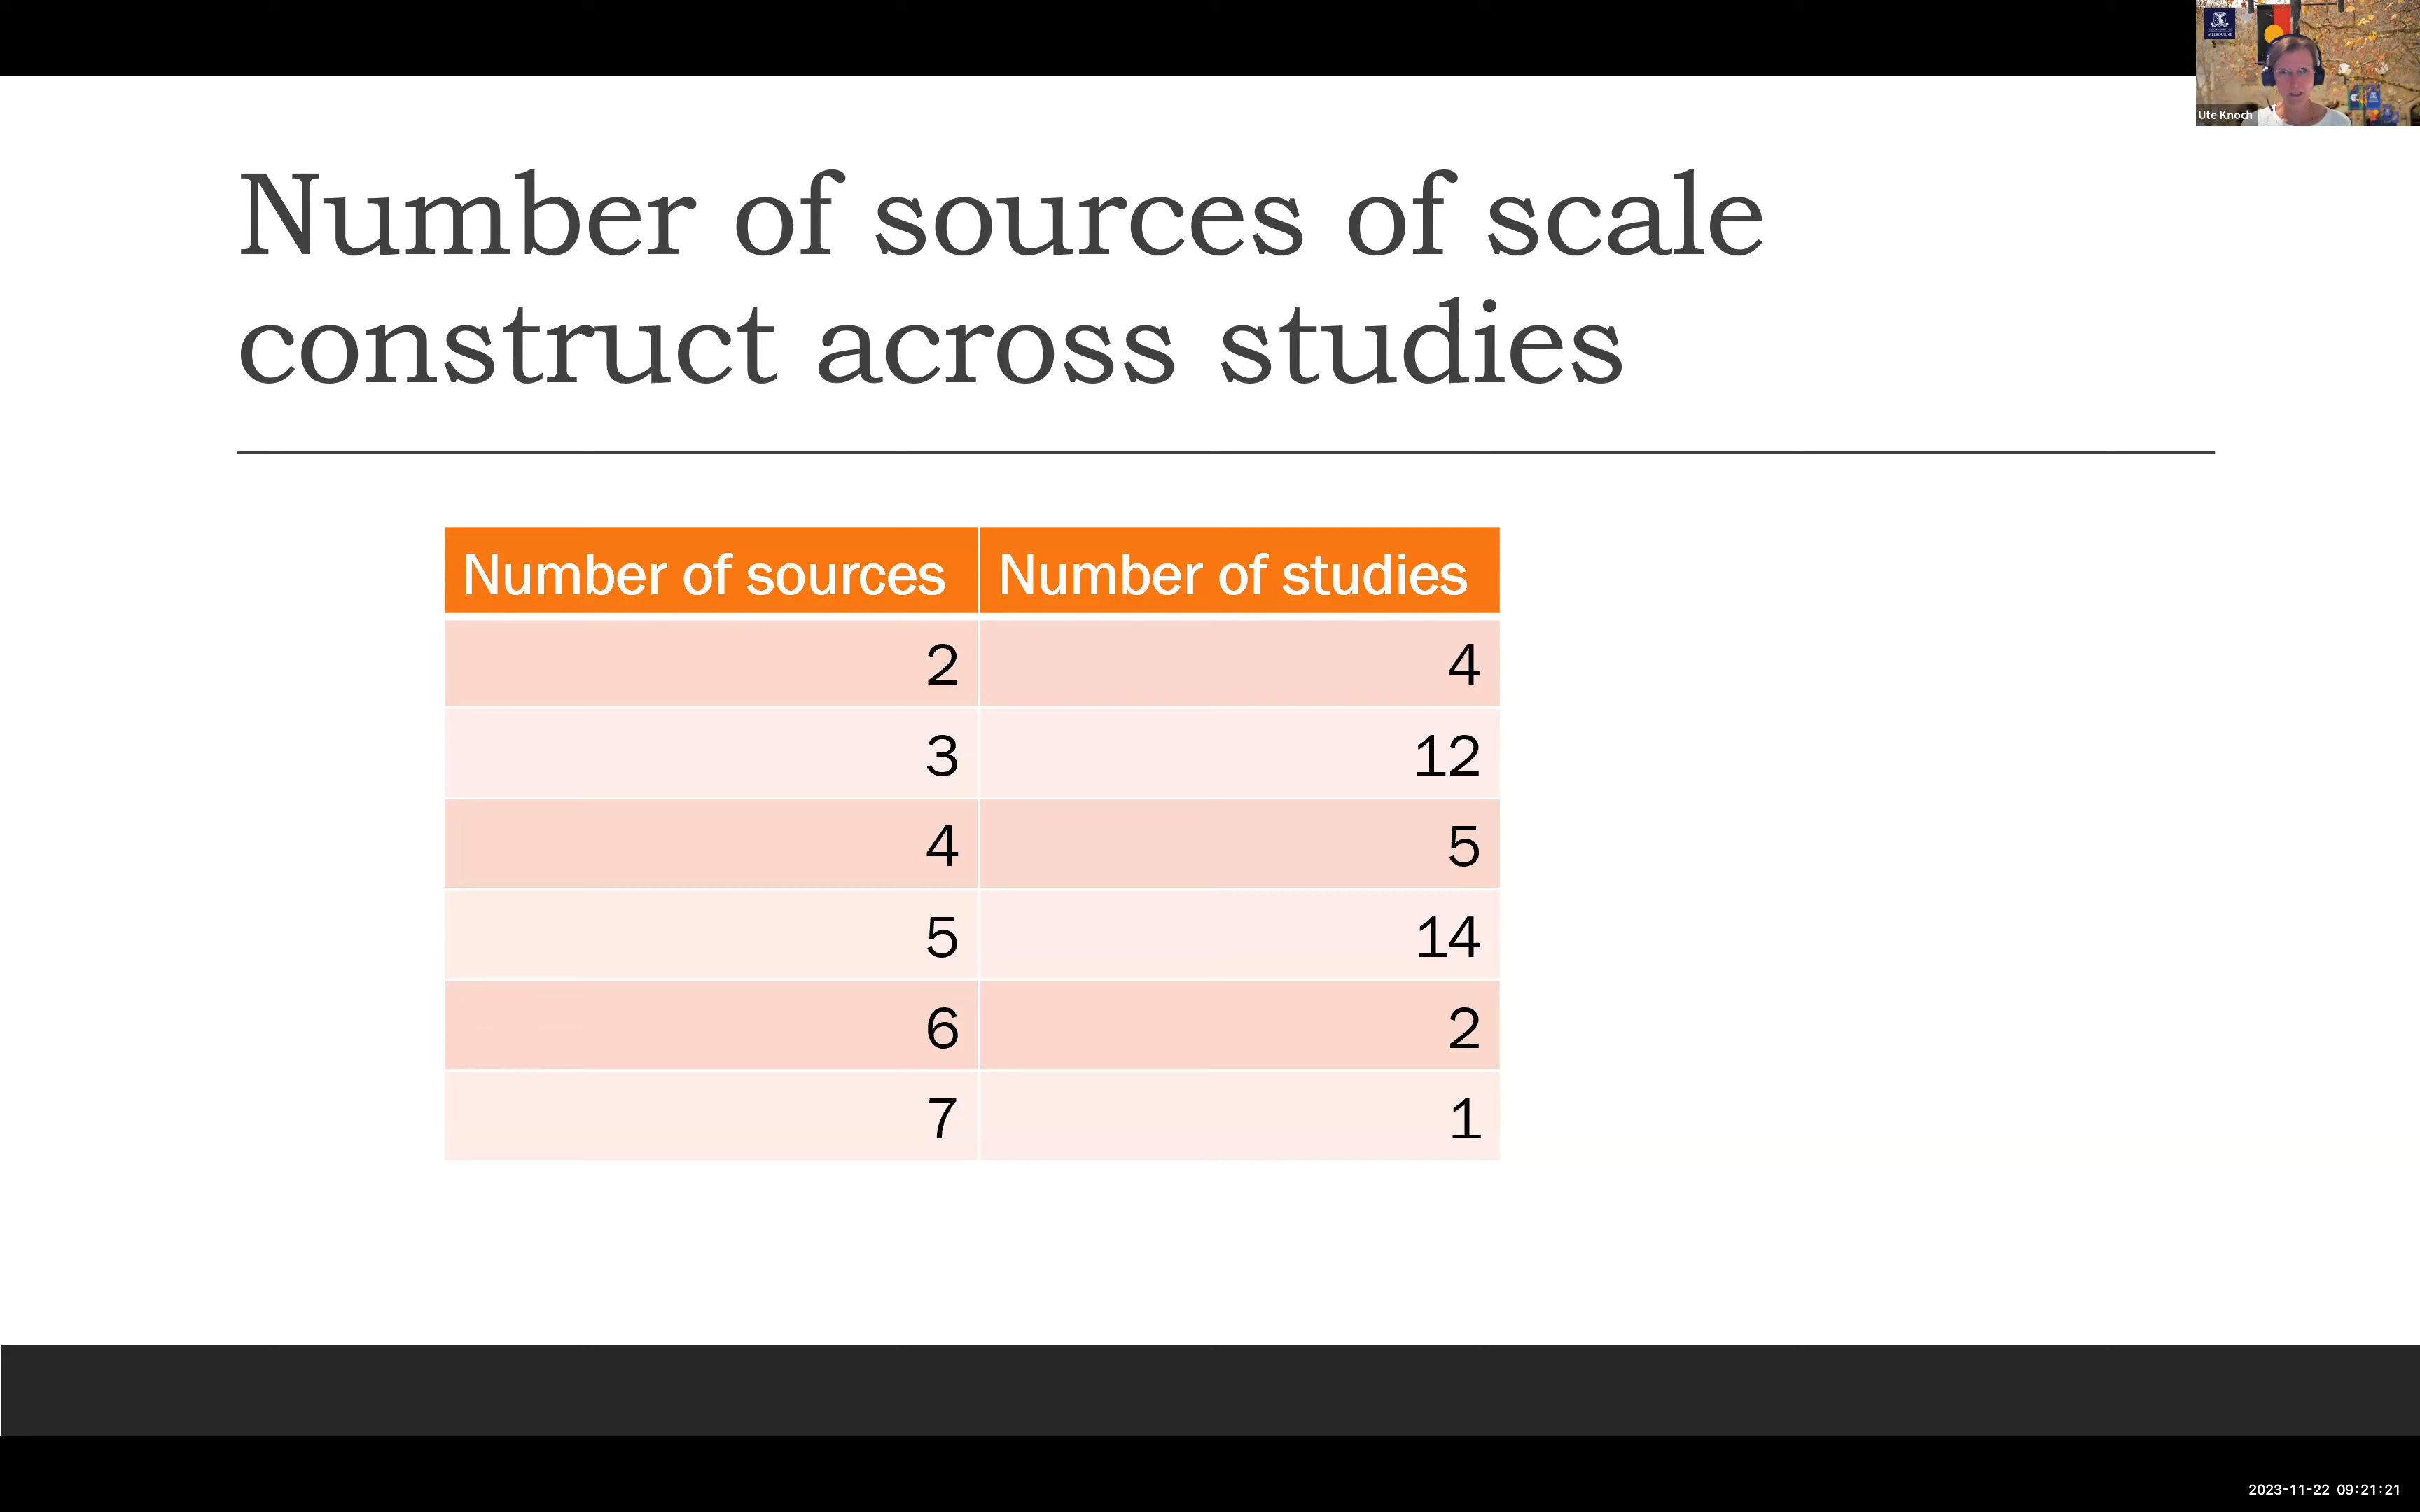 Ute Knoch
Number of sources of scale
construct across studies
Number of sources Number of studies
2 4
3 12
4 5
5 14
6 2
7 1
2023-11-22 09:21:21